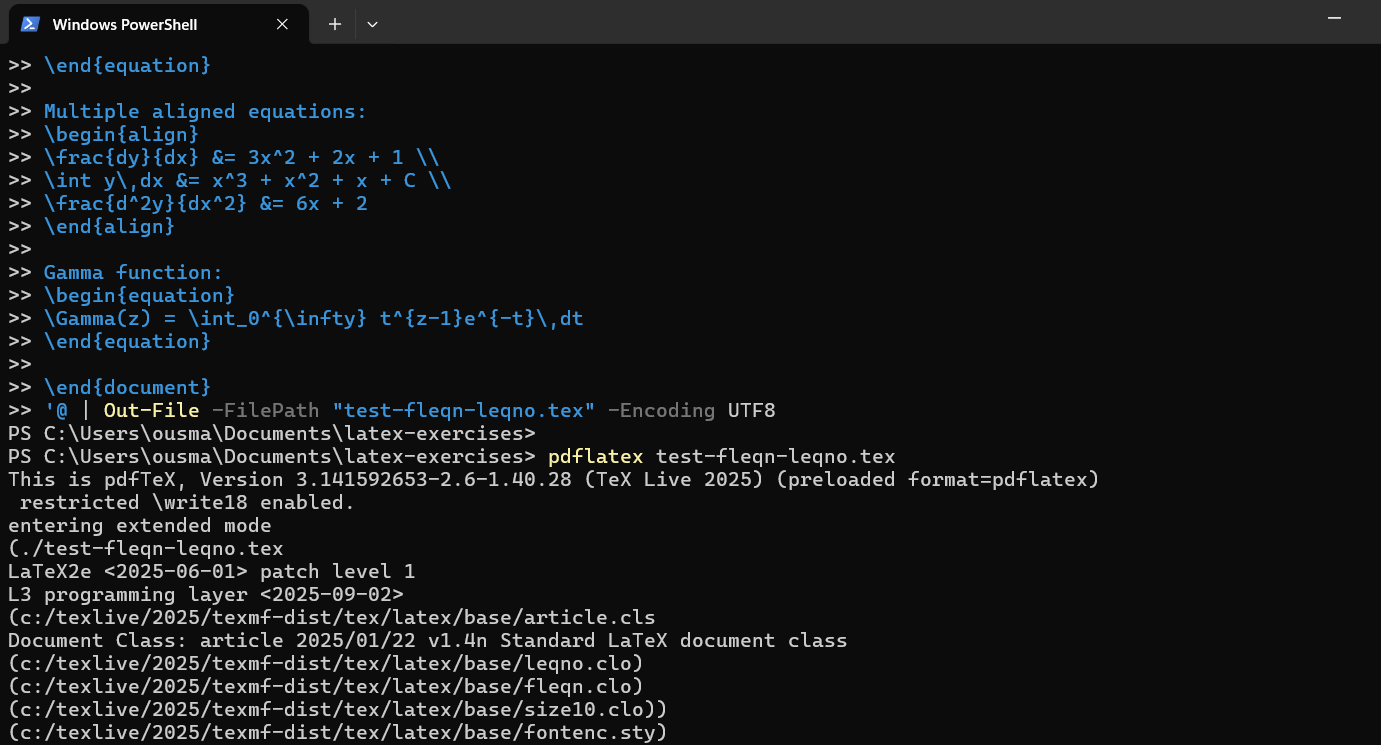 Windows PowerShell
>> \end{equation}
>>
>> Multiple aligned equations:
>> \begin{align}
>> \frac{dy}{dx} &= 3x^2 + 2x + 1 \\
>> \int y\,dx &= x^3 + x^2 + x + C \\
>> \frac{d^2y}{dx^2} &= 6x + 2
>> \end{align}
>>
>> Gamma function:
>> \begin{equation}
>> \Gamma(z) = \int_0^{\infty} t^{z-1}e^{-t}\,dt
>> \end{equation}
>>
>> \end{document}
>> '@ | Out-File -FilePath "test-fleqn-leqno.tex" -Encoding UTF8
PS C:\Users\ousma\Documents\latex-exercises>
PS C:\Users\ousma\Documents\latex-exercises> pdflatex test-fleqn-leqno.tex
This is pdfTeX, Version 3.141592653-2.6-1.40.28 (TeX Live 2025) (preloaded format=pdflatex)
 restricted \write18 enabled.
entering extended mode
(./test-fleqn-leqno.tex
LaTeX2e <2025-06-01> patch level 1
L3 programming layer <2025-09-02>
(c:/texlive/2025/texmf-dist/tex/latex/base/article.cls
Document Class: article 2025/01/22 v1.4n Standard LaTeX document class
(c:/texlive/2025/texmf-dist/tex/latex/base/leqno.clo)
(c:/texlive/2025/texmf-dist/tex/latex/base/fleqn.clo)
(c:/texlive/2025/texmf-dist/tex/latex/base/size10.clo))
(c:/texlive/2025/texmf-dist/tex/latex/base/fontenc.sty)